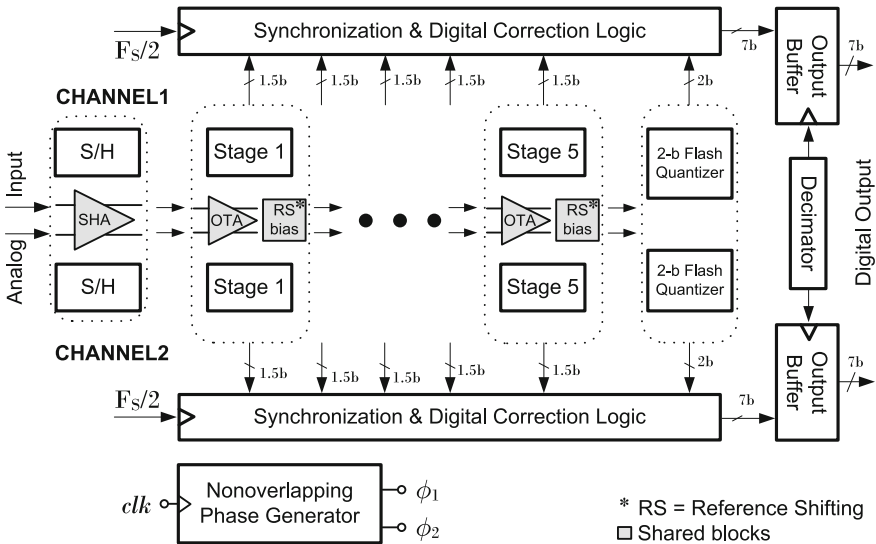 Synchronization & Digital Correction Logic
F_S/2
7b
Output
Buffer
7b
1.5b
1.5b
1.5b
1.5b
1.5b
2b
CHANNEL1
S/H
Stage 1
Stage 5
2-b Flash
Quantizer
Input
Analog
SHA
OTA
RS*
bias
OTA
RS*
bias
Decimator
Digital Output
S/H
Stage 1
Stage 5
2-b Flash
Quantizer
CHANNEL2
1.5b
1.5b
1.5b
1.5b
1.5b
2b
F_S/2
Synchronization & Digital Correction Logic
7b
Output
Buffer
7b
clk
Nonoverlapping
Phase Generator
ϕ1
ϕ2
* RS = Reference Shifting
Shared blocks